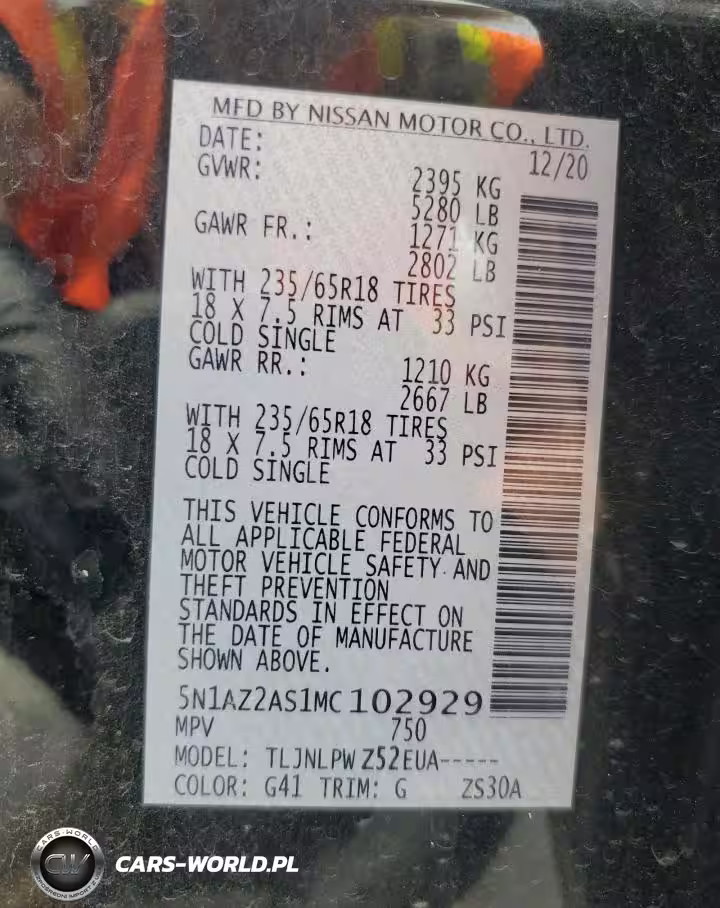 MFD BY NISSAN MOTOR CO., LTD.
DATE: 12/20
GVWR: 2395 KG
5280 LB
GAWR FR.: 1271 KG
2802 LB
WITH 235/65R18 TIRES
18 X 7.5 RIMS AT 33 PSI
COLD SINGLE
GAWR RR.: 1210 KG
2667 LB
WITH 235/65R18 TIRES
18 X 7.5 RIMS AT 33 PSI
COLD SINGLE
THIS VEHICLE CONFORMS TO
ALL APPLICABLE FEDERAL
MOTOR VEHICLE SAFETY AND
THEFT PREVENTION
STANDARDS IN EFFECT ON
THE DATE OF MANUFACTURE
SHOWN ABOVE.
5N1AZ2AS1MC102929
MPV 750
MODEL: TLJNLPW Z52EUA-----
COLOR: G41 TRIM: G ZS30A
CARS-WORLD
CW
CARS-WORLD.PL